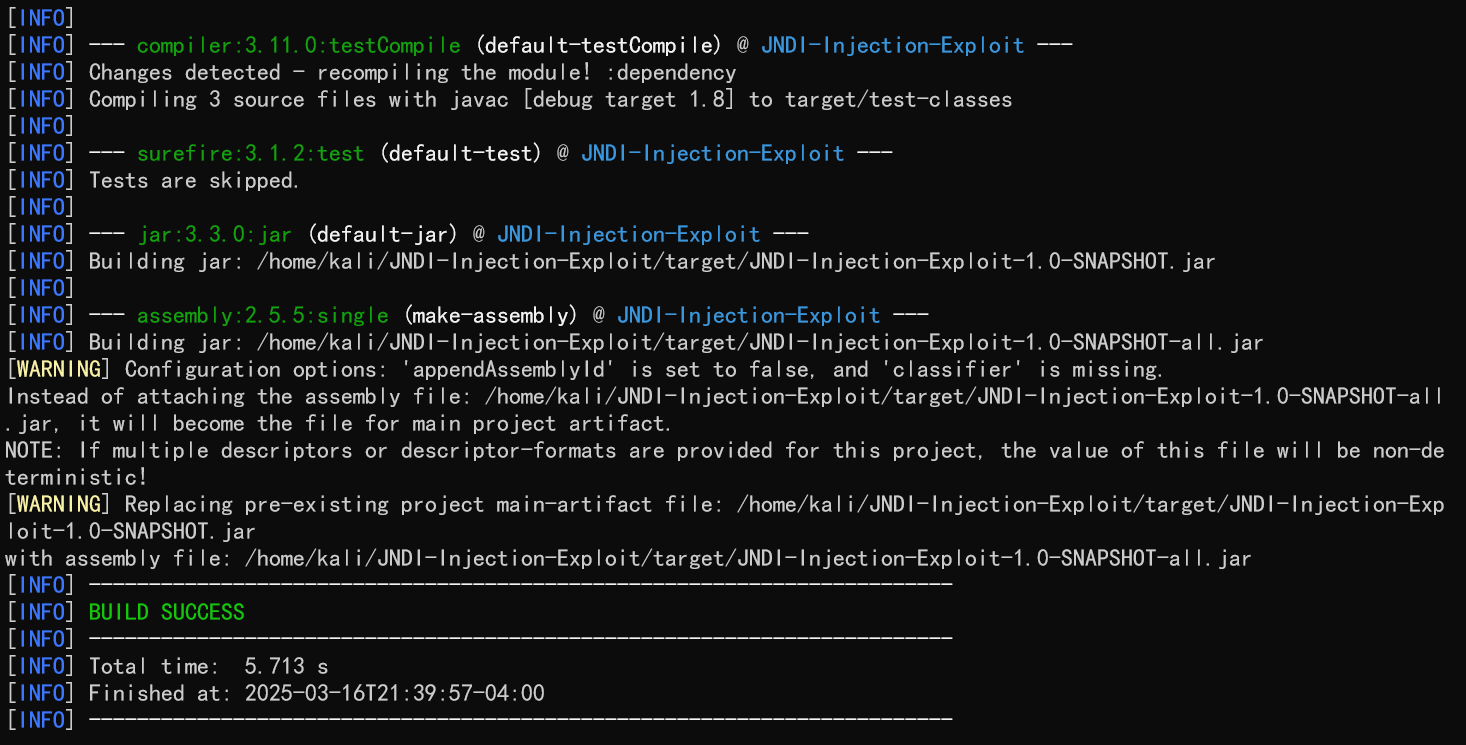 [INFO]
[INFO] --- compiler:3.11.0:testCompile (default-testCompile) @ JNDI-Injection-Exploit ---
[INFO] Changes detected - recompiling the module! :dependency
[INFO] Compiling 3 source files with javac [debug target 1.8] to target/test-classes
[INFO]
[INFO] --- surefire:3.1.2:test (default-test) @ JNDI-Injection-Exploit ---
[INFO] Tests are skipped.
[INFO]
[INFO] --- jar:3.3.0:jar (default-jar) @ JNDI-Injection-Exploit ---
[INFO] Building jar: /home/kali/JNDI-Injection-Exploit/target/JNDI-Injection-Exploit-1.0-SNAPSHOT.jar
[INFO]
[INFO] --- assembly:2.5.5:single (make-assembly) @ JNDI-Injection-Exploit ---
[INFO] Building jar: /home/kali/JNDI-Injection-Exploit/target/JNDI-Injection-Exploit-1.0-SNAPSHOT-all.jar
[WARNING] Configuration options: 'appendAssemblyId' is set to false, and 'classifier' is missing.
Instead of attaching the assembly file: /home/kali/JNDI-Injection-Exploit/target/JNDI-Injection-Exploit-1.0-SNAPSHOT-all
.jar, it will become the file for main project artifact.
NOTE: If multiple descriptors or descriptor-formats are provided for this project, the value of this file will be non-de
terministic!
[WARNING] Replacing pre-existing project main-artifact file: /home/kali/JNDI-Injection-Exploit/target/JNDI-Injection-Exp
loit-1.0-SNAPSHOT.jar
with assembly file: /home/kali/JNDI-Injection-Exploit/target/JNDI-Injection-Exploit-1.0-SNAPSHOT-all.jar
[INFO] ------------------------------------------------------------------------
[INFO] BUILD SUCCESS
[INFO] ------------------------------------------------------------------------
[INFO] Total time:  5.713 s
[INFO] Finished at: 2025-03-16T21:39:57-04:00
[INFO] ------------------------------------------------------------------------